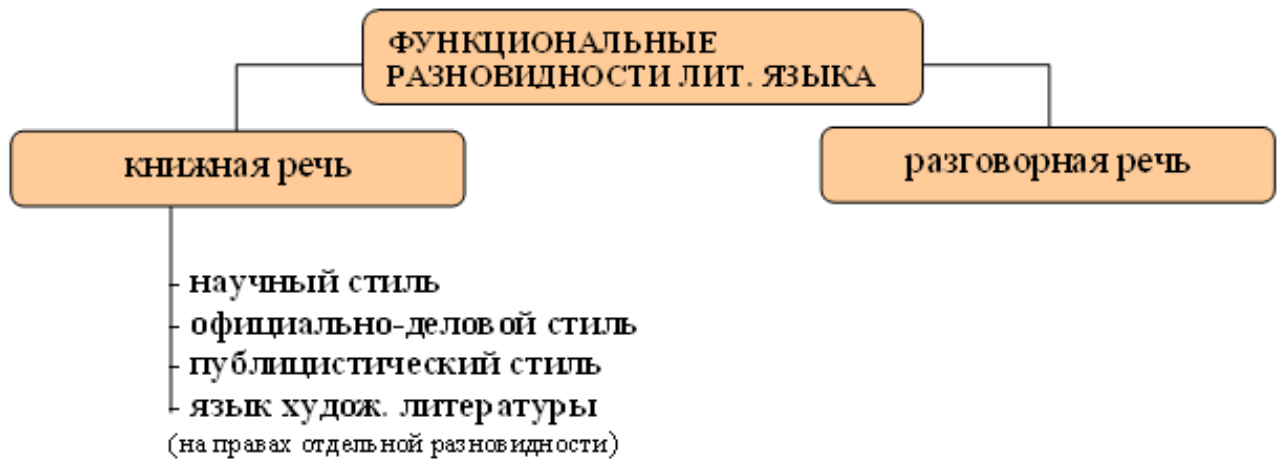 ФУНКЦИОНАЛЬНЫЕ
РАЗНОВИДНОСТИ ЛИТ. ЯЗЫКА
книжная речь
разговорная речь
- научный стиль
- официально-деловой стиль
- публицистический стиль
- язык худож. литературы
(на правах отдельной разновидности)